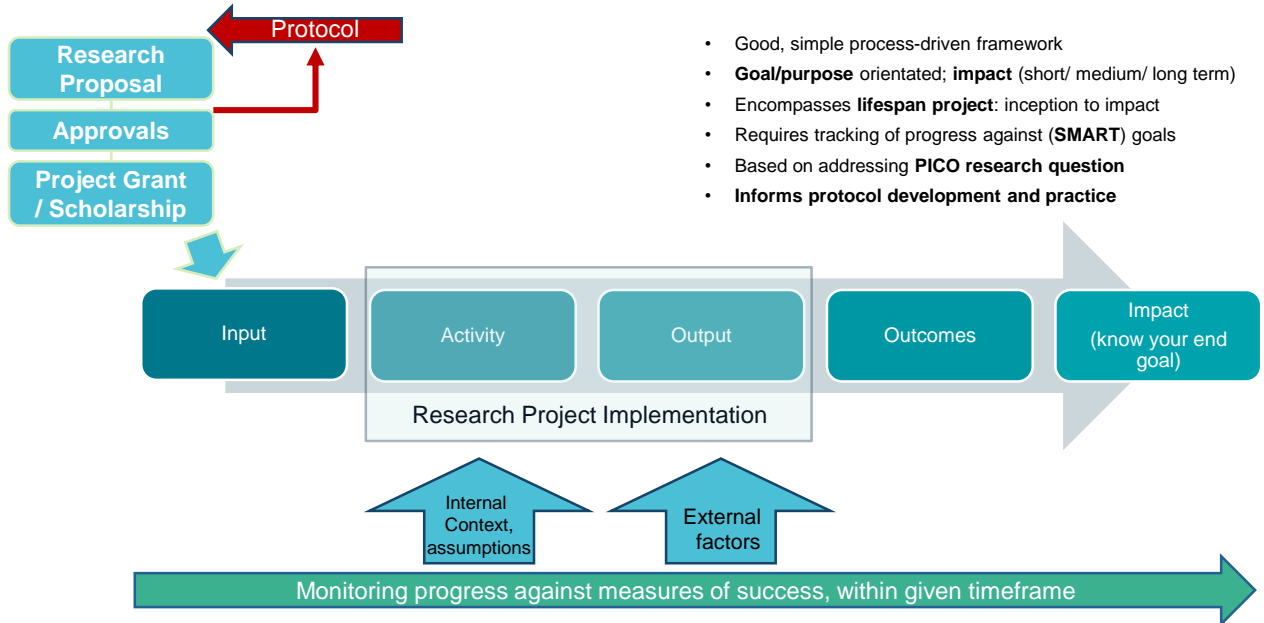 Protocol
Research
Proposal
Approvals
Project Grant
/ Scholarship
• Good, simple process-driven framework
• Goal/purpose orientated; impact (short/ medium/ long term)
• Encompasses lifespan project: inception to impact
• Requires tracking of progress against (SMART) goals
• Based on addressing PICO research question
• Informs protocol development and practice
Input
Activity
Output
Outcomes
Impact
(know your end
goal)
Research Project Implementation
Internal
Context,
assumptions
External
factors
Monitoring progress against measures of success, within given timeframe